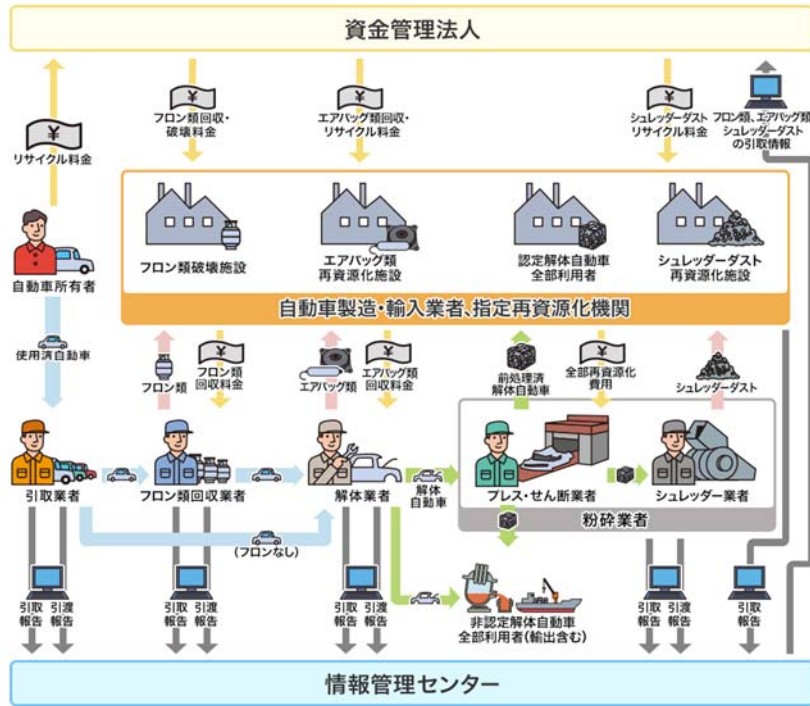 資金管理法人
¥
リサイクル料金
¥
フロン類回収・
破壊料金
¥
エアバッグ類回収・
リサイクル料金
¥
シュレッダーダスト
リサイクル料金
フロン類、エアバッグ類
シュレッダーダスト
の引取情報
自動車所有者
フロン類破壊施設
エアバッグ類
再資源化施設
認定解体自動車
全部利用者
シュレッダーダスト
再資源化施設
自動車製造・輸入業者、指定再資源化機関
使用済自動車
フロン類
¥
フロン類
回収料金
エアバッグ類
¥
エアバッグ類
回収料金
前処理済
解体自動車
¥
全部再資源化
費用
シュレッダーダスト
引取業者
フロン類回収業者
解体業者
解体
自動車
プレス・せん断業者
シュレッダー業者
粉砕業者
(フロンなし)
引取
報告
引渡
報告
引取
報告
引渡
報告
引取
報告
引渡
報告
非認定解体自動車
全部利用者(輸出含む)
引取
報告
引渡
報告
引取
報告
情報管理センター